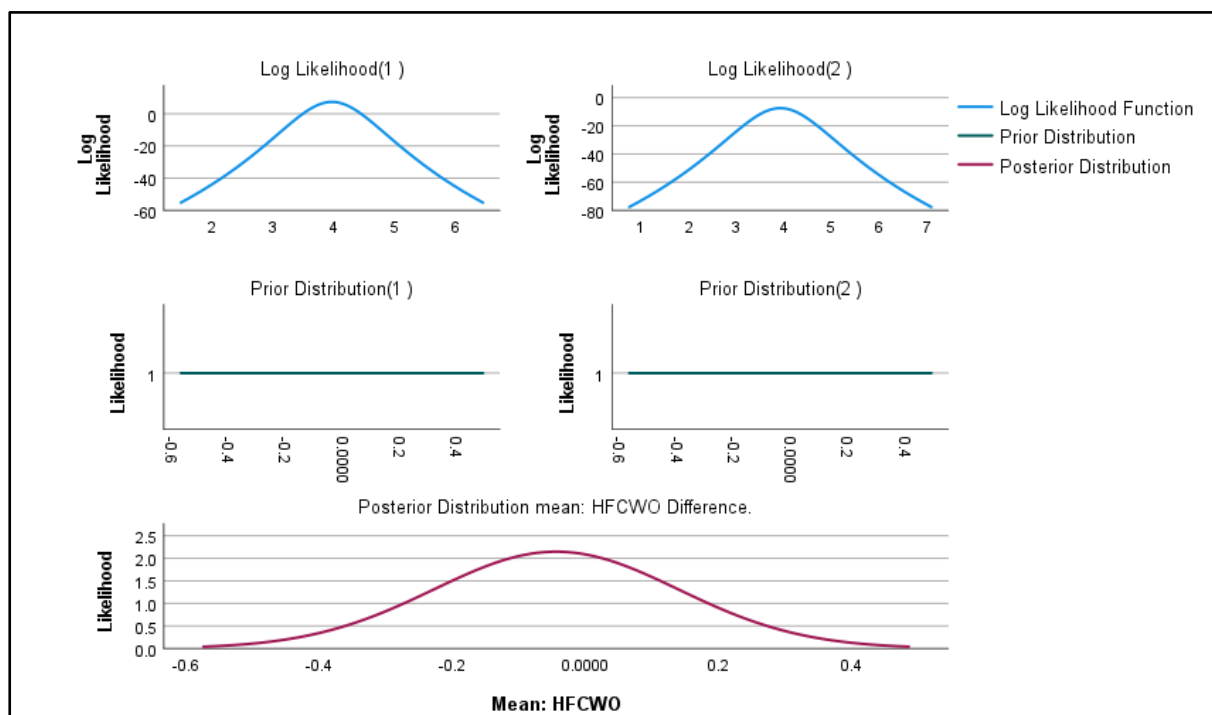 Log Likelihood(1 )
Log Likelihood
0
-20
-40
-60
2 3 4 5 6
Log Likelihood(2 )
Log Likelihood
0
-20
-40
-60
-80
1 2 3 4 5 6 7
Log Likelihood Function
Prior Distribution
Posterior Distribution
Prior Distribution(1 )
Likelihood
1
-0.6 -0.4 -0.2 0.0000 0.2 0.4
Prior Distribution(2 )
Likelihood
1
-0.6 -0.4 -0.2 0.0000 0.2 0.4
Posterior Distribution mean: HFCWO Difference.
Likelihood
2.5
2.0
1.5
1.0
0.5
0.0
-0.6 -0.4 -0.2 0.0000 0.2 0.4
Mean: HFCWO